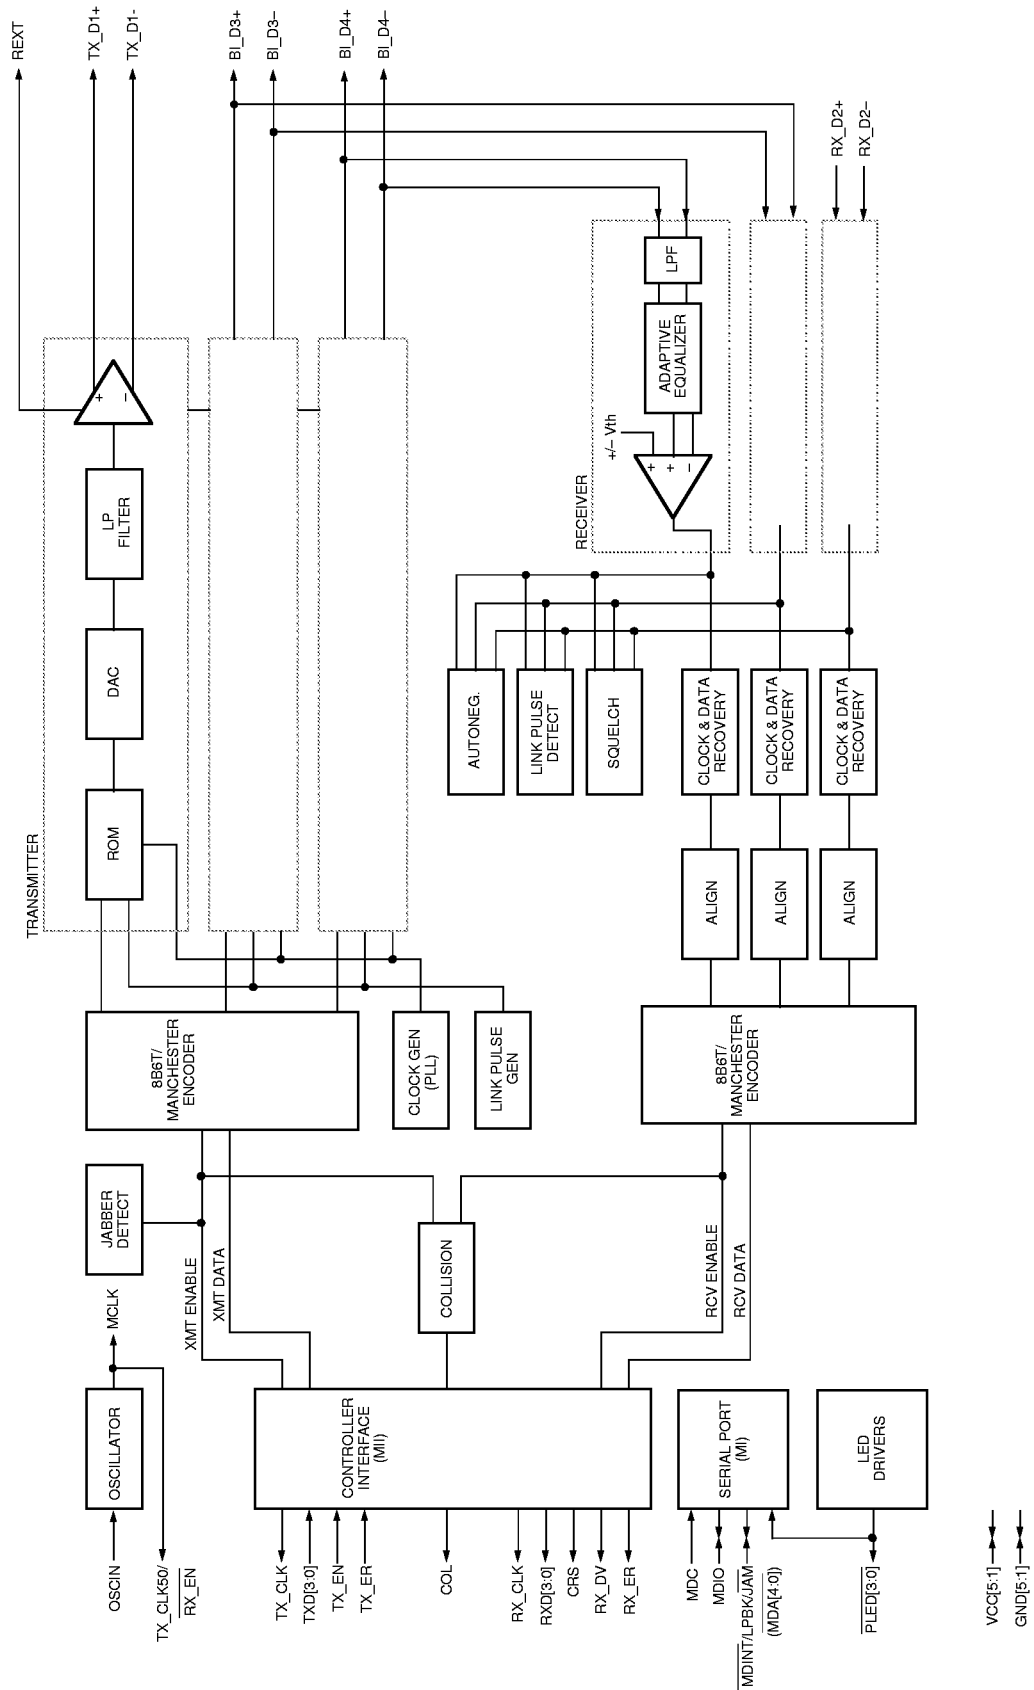 REXT
TX_D1+
TX_D1-
BI_D3+
BI_D3–
BI_D4+
BI_D4–
RX_D2+
RX_D2–
TRANSMITTER
ROM
DAC
LP
FILTER
+
–
RECEIVER
LPF
ADAPTIVE
EQUALIZER
+/– Vth
+
+
–
AUTONEG.
LINK PULSE
DETECT
SQUELCH
CLOCK & DATA
RECOVERY
CLOCK & DATA
RECOVERY
CLOCK & DATA
RECOVERY
ALIGN
ALIGN
ALIGN
8B6T/
MANCHESTER
ENCODER
CLOCK GEN
(PLL)
LINK PULSE
GEN
8B6T/
MANCHESTER
ENCODER
JABBER
DETECT
MCLK
XMT ENABLE
XMT DATA
COLLISION
RCV ENABLE
RCV DATA
OSCILLATOR
CONTROLLER
INTERFACE
(MII)
SERIAL PORT
(MI)
LED
DRIVERS
OSCIN
TX_CLK50/
RX_EN
TX_CLK
TXD[3:0]
TX_EN
TX_ER
COL
RX_CLK
RXD[3:0]
CRS
RX_DV
RX_ER
MDC
MDIO
MDINT/LPBK/JAM
(MDA[4:0])
PLED[3:0]
VCC[5:1]
GND[5:1]